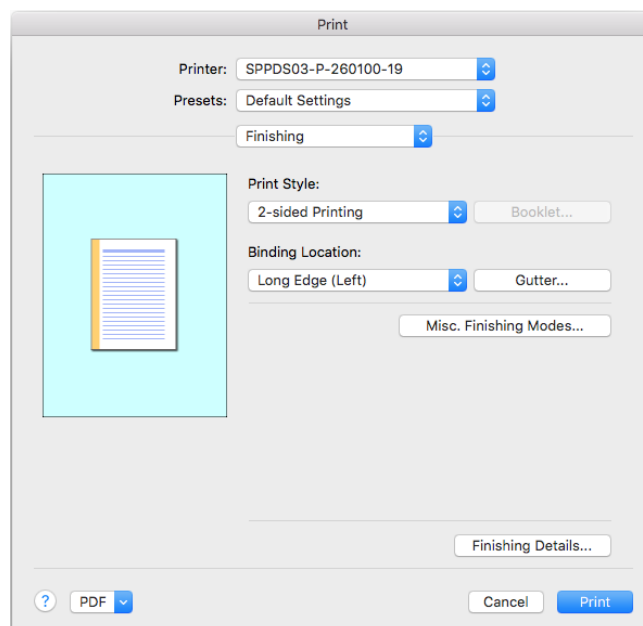 Print
Printer: SPPDS03-P-260100-19
Presets: Default Settings
Finishing
Print Style:
2-sided Printing Booklet...
Binding Location:
Long Edge (Left) Gutter...
Misc. Finishing Modes...
Finishing Details...
? PDF Cancel Print